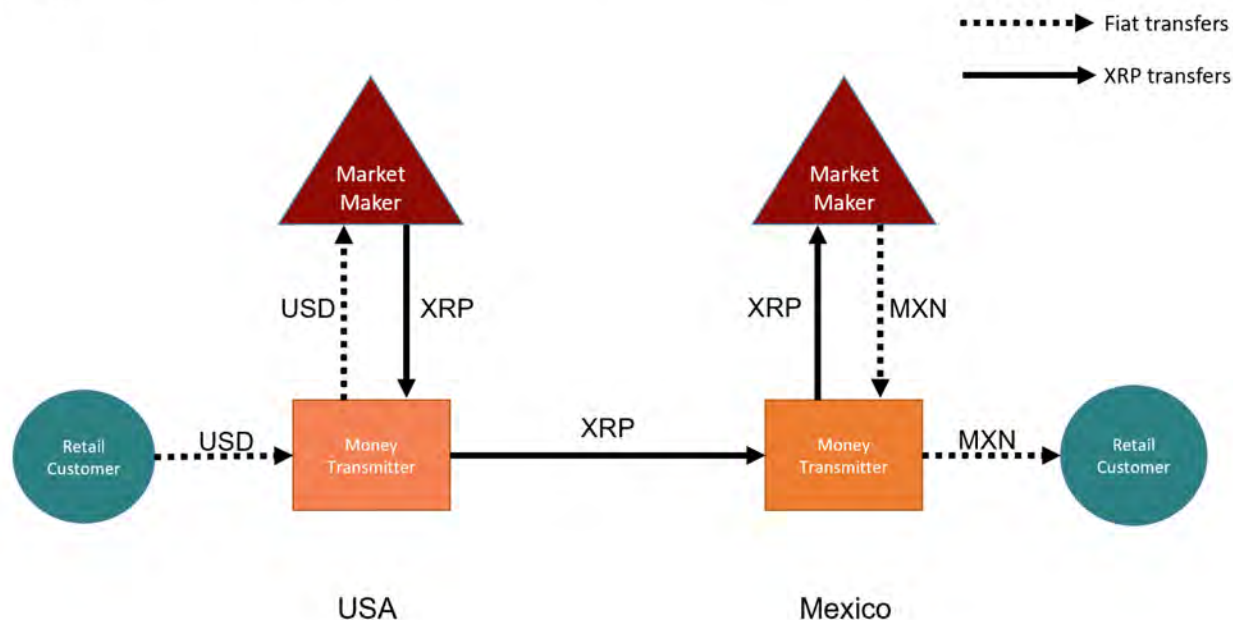 Fiat transfers
XRP transfers
Market
Maker
Market
Maker
USD
XRP
XRP
MXN
Retail
Customer
USD
Money
Transmitter
XRP
Money
Transmitter
MXN
Retail
Customer
USA
Mexico